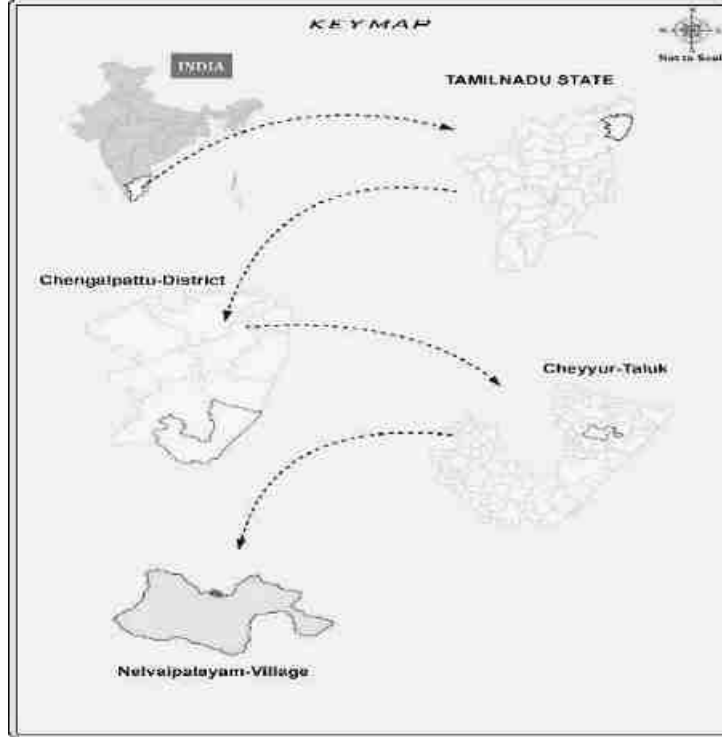 KEYMAP
Not to Scale
INDIA
TAMILNADU STATE
Chengalpattu-District
Cheyyur-Taluk
Nelvaipalayam-Village